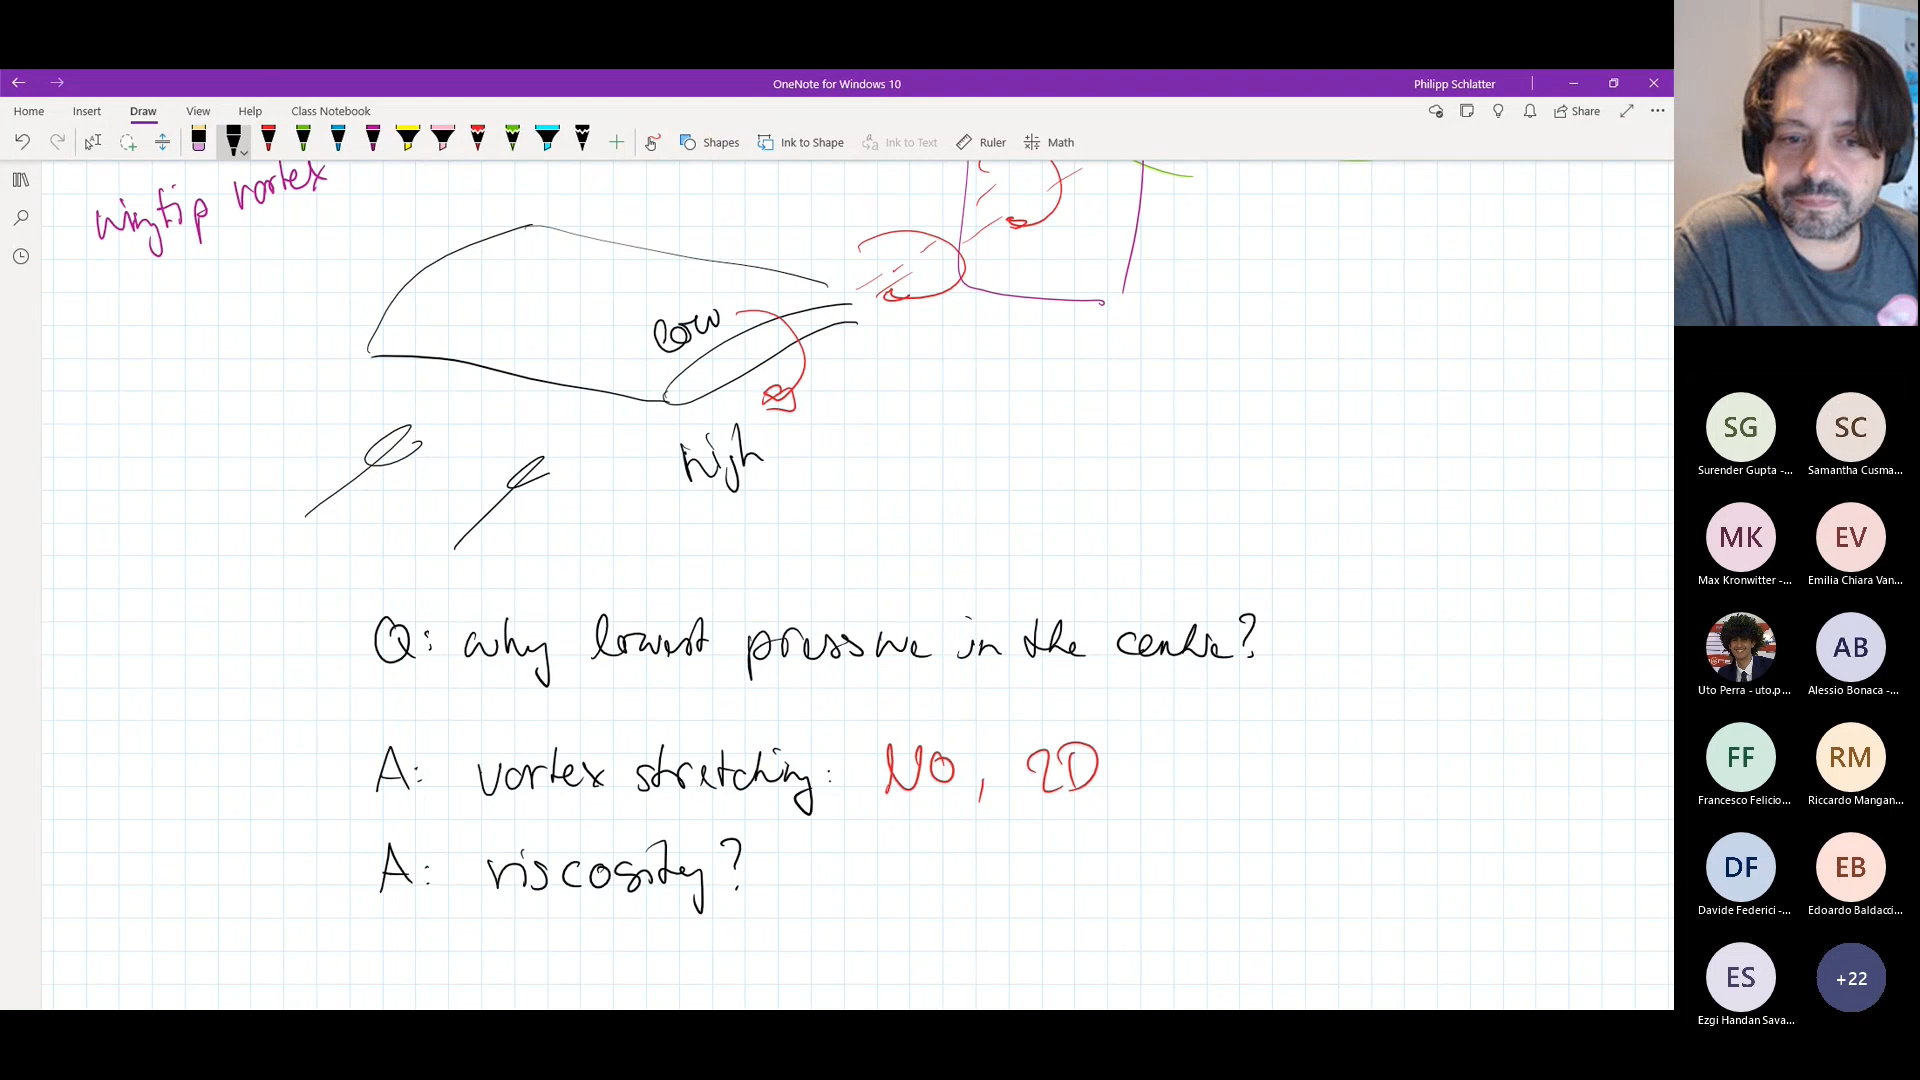 OneNote for Windows 10
Philipp Schlatter
Home Insert Draw View Help Class Notebook
Share
Shapes Ink to Shape Ink to Text Ruler Math
wingtip vortex
low
high
Q: why lowest pressure in the centre?
A: vortex stretching: NO, 2D
A: viscosity?
SG SC
Surender Gupta -... Samantha Cusma...
MK EV
Max Kronwitter -... Emilia Chiara Van...
AB
Uto Perra - uto.p... Alessio Bonaca -...
FF RM
Francesco Felicio... Riccardo Mangan...
DF EB
Davide Federici -... Edoardo Baldacci...
ES +22
Ezgi Handan Sava...